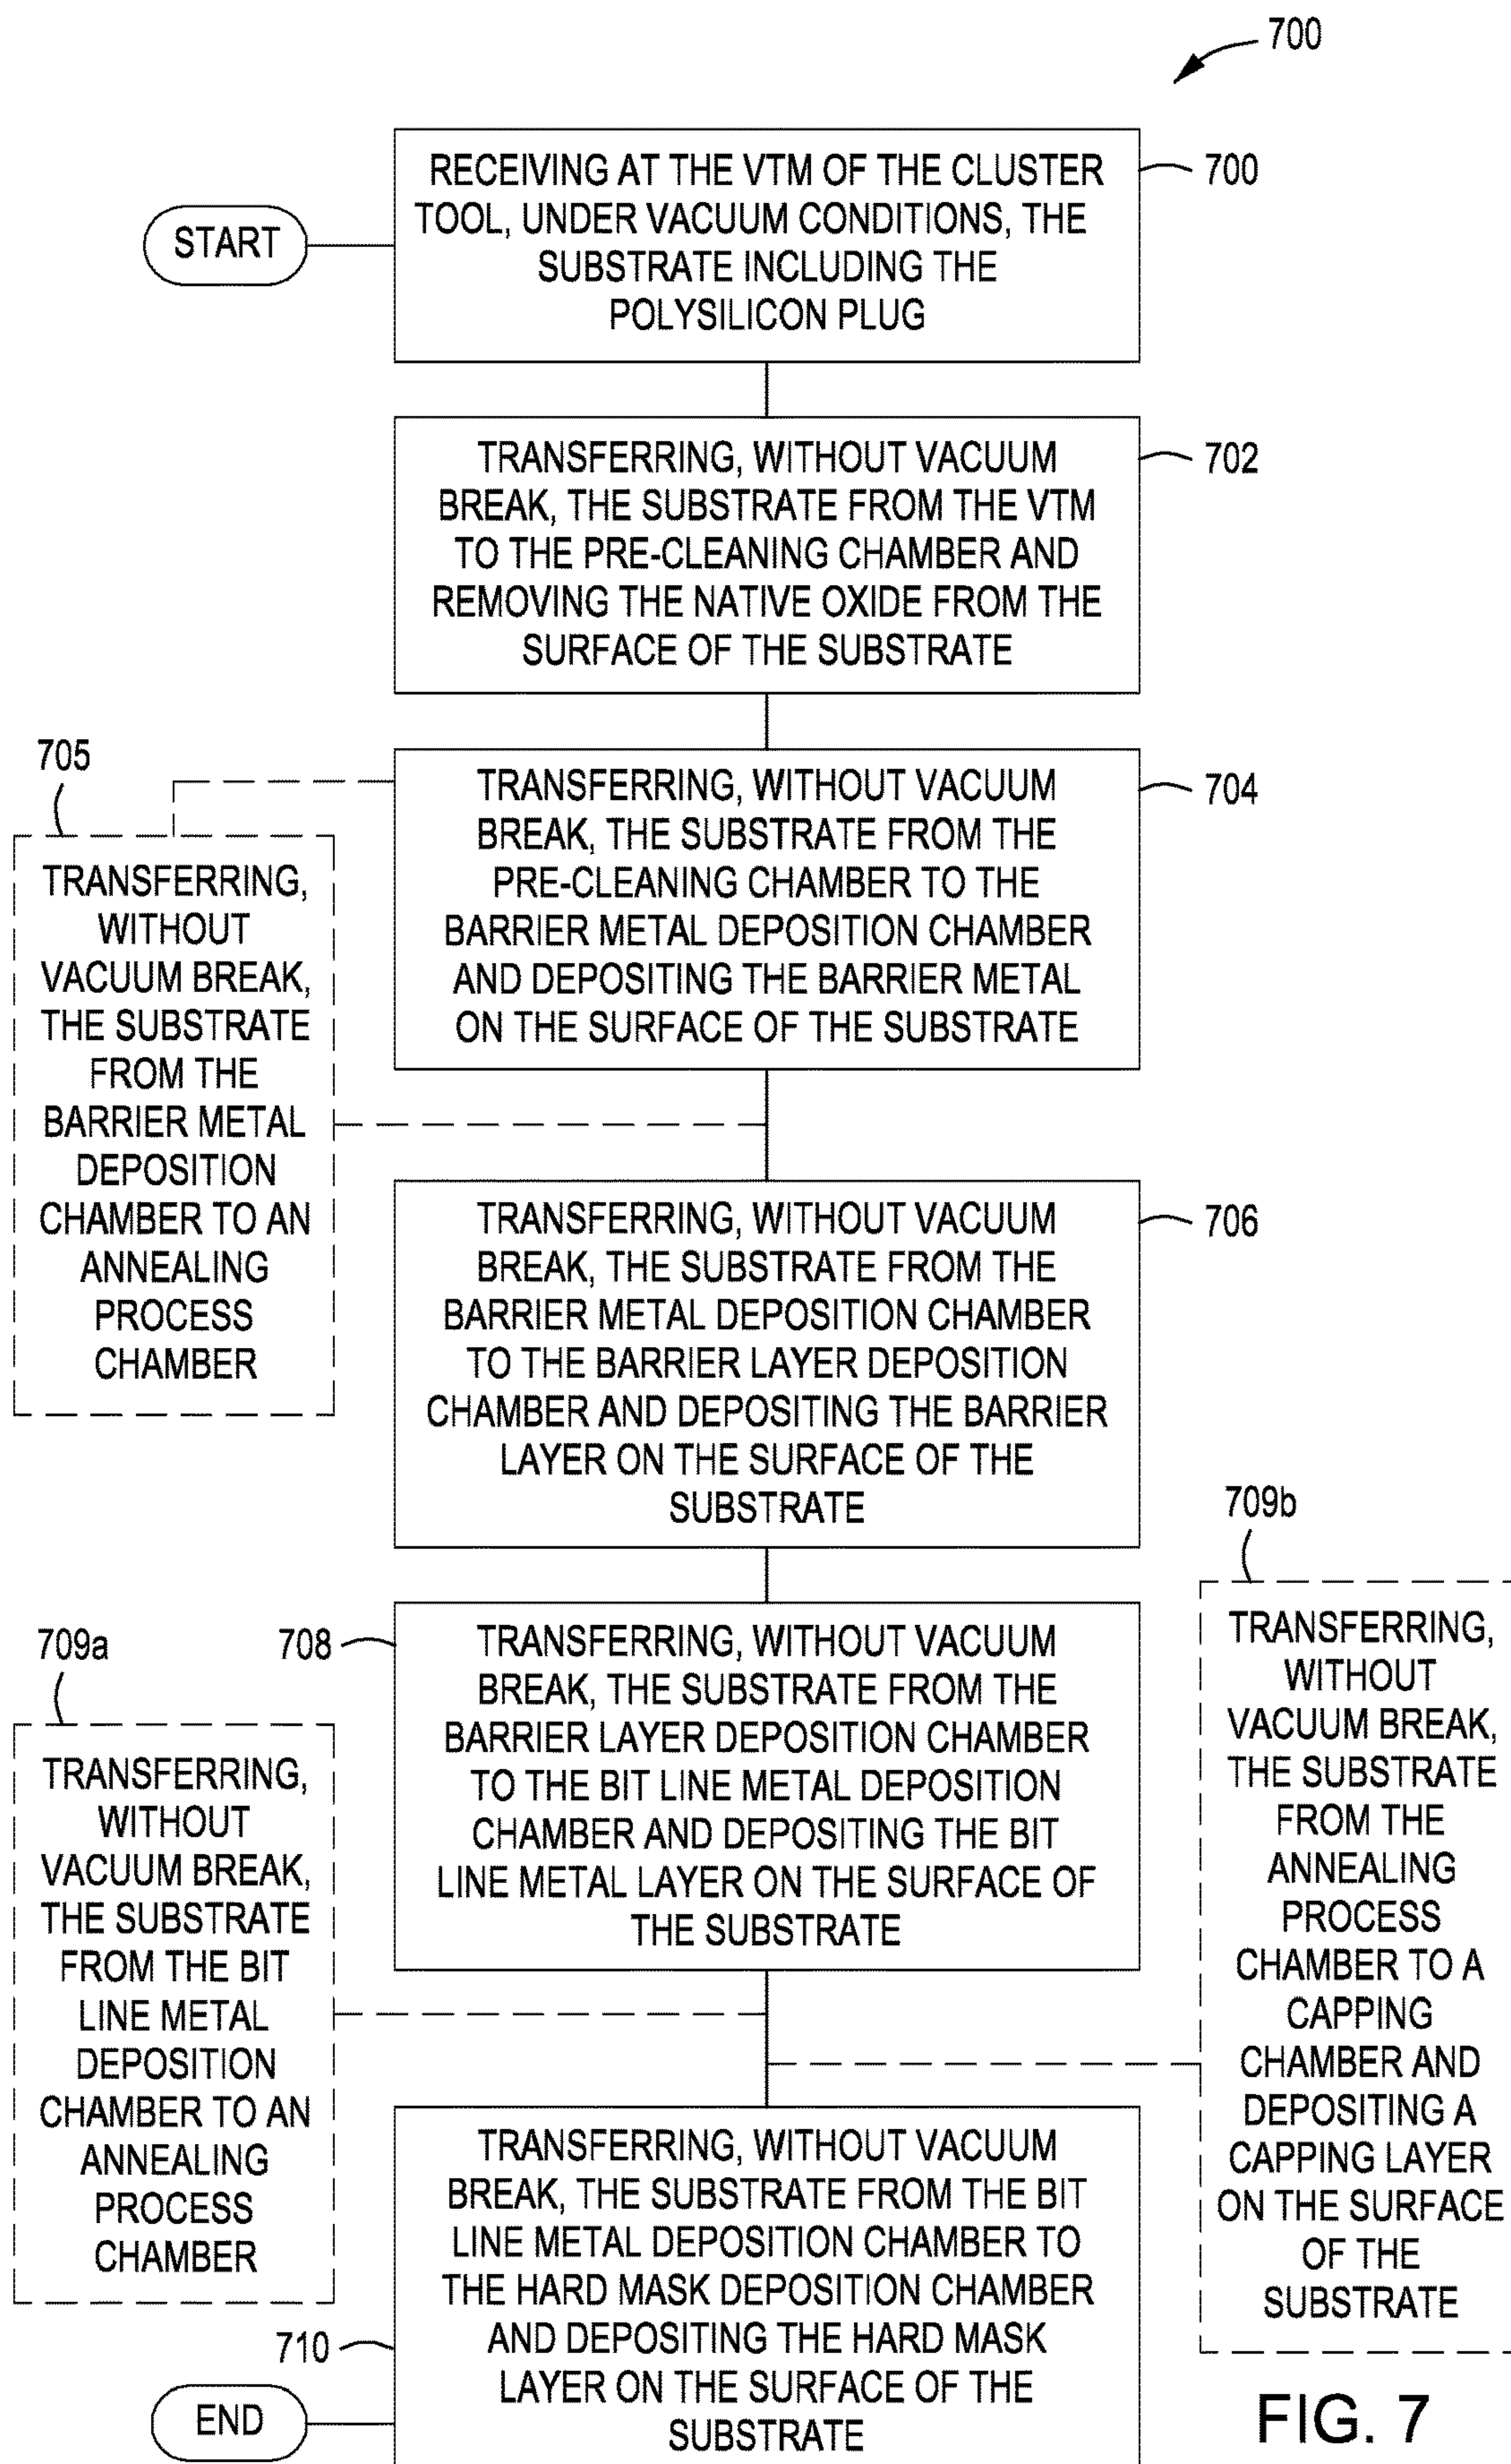 700
START
RECEIVING AT THE VTM OF THE CLUSTER
TOOL, UNDER VACUUM CONDITIONS, THE
SUBSTRATE INCLUDING THE
POLYSILICON PLUG
700
TRANSFERRING, WITHOUT VACUUM
BREAK, THE SUBSTRATE FROM THE VTM
TO THE PRE-CLEANING CHAMBER AND
REMOVING THE NATIVE OXIDE FROM THE
SURFACE OF THE SUBSTRATE
702
TRANSFERRING, WITHOUT VACUUM
BREAK, THE SUBSTRATE FROM THE
PRE-CLEANING CHAMBER TO THE
BARRIER METAL DEPOSITION CHAMBER
AND DEPOSITING THE BARRIER METAL
ON THE SURFACE OF THE SUBSTRATE
704
705
TRANSFERRING,
WITHOUT
VACUUM BREAK,
THE SUBSTRATE
FROM THE
BARRIER METAL
DEPOSITION
CHAMBER TO AN
ANNEALING
PROCESS
CHAMBER
TRANSFERRING, WITHOUT VACUUM
BREAK, THE SUBSTRATE FROM THE
BARRIER METAL DEPOSITION CHAMBER
TO THE BARRIER LAYER DEPOSITION
CHAMBER AND DEPOSITING THE BARRIER
LAYER ON THE SURFACE OF THE
SUBSTRATE
706
708
TRANSFERRING, WITHOUT VACUUM
BREAK, THE SUBSTRATE FROM THE
BARRIER LAYER DEPOSITION CHAMBER
TO THE BIT LINE METAL DEPOSITION
CHAMBER AND DEPOSITING THE BIT
LINE METAL LAYER ON THE SURFACE OF
THE SUBSTRATE
709a
TRANSFERRING,
WITHOUT
VACUUM BREAK,
THE SUBSTRATE
FROM THE BIT
LINE METAL
DEPOSITION
CHAMBER TO AN
ANNEALING
PROCESS
CHAMBER
709b
TRANSFERRING,
WITHOUT
VACUUM BREAK,
THE SUBSTRATE
FROM THE
ANNEALING
PROCESS
CHAMBER TO A
CAPPING
CHAMBER AND
DEPOSITING A
CAPPING LAYER
ON THE SURFACE
OF THE
SUBSTRATE
710
TRANSFERRING, WITHOUT VACUUM
BREAK, THE SUBSTRATE FROM THE BIT
LINE METAL DEPOSITION CHAMBER TO
THE HARD MASK DEPOSITION CHAMBER
AND DEPOSITING THE HARD MASK
LAYER ON THE SURFACE OF THE
SUBSTRATE
END
FIG. 7